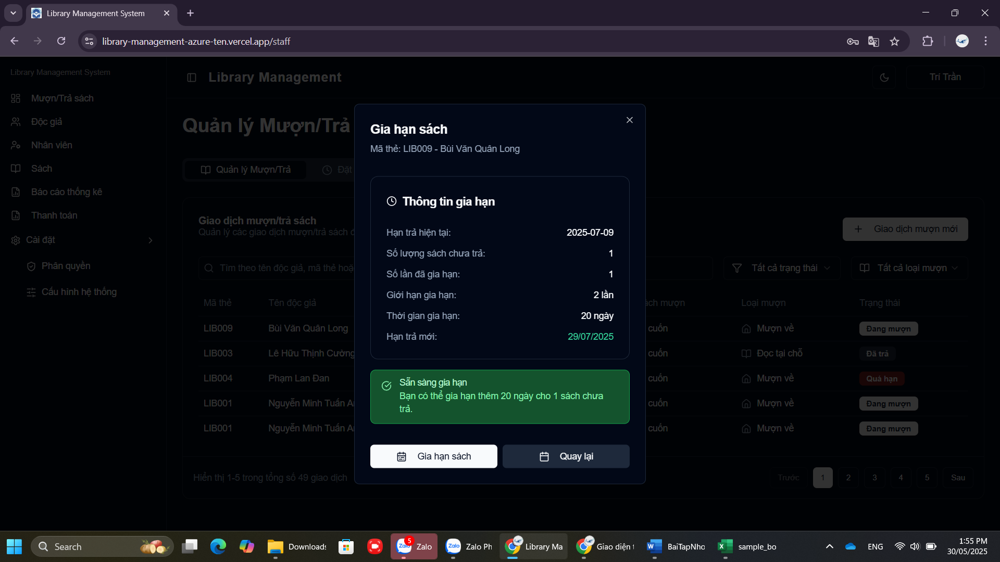 Library Management System
library-management-azure-ten.vercel.app/staff
Library Management System
Library Management
Trí Trần
Mượn/Trả sách
Độc giả
Nhân viên
Sách
Báo cáo thống kê
Thanh toán
Cài đặt
Phân quyền
Cấu hình hệ thống
Quản lý Mượn/Trả
Quản lý Mượn/Trả
Đặt
Giao dịch mượn/trả sách
Quản lý các giao dịch mượn/trả sách
Giao dịch mượn mới
Tìm theo tên độc giả, mã thẻ
Tất cả trạng thái
Tất cả loại mượn
Mã thẻ
Tên độc giả
mượn
Loại mượn
Trạng thái
LIB009
Bùi Văn Quân Long
cuốn
Mượn về
Đang mượn
LIB003
Lê Hữu Thịnh Cường
cuốn
Đọc tại chỗ
Đã trả
LIB004
Phạm Lan Đan
cuốn
Mượn về
Quá hạn
LIB001
Nguyễn Minh Tuấn
cuốn
Mượn về
Đang mượn
LIB001
Nguyễn Minh Tuấn
cuốn
Mượn về
Đang mượn
Hiển thị 1-5 trong tổng số 49 giao dịch
Trước
1
2
3
4
5
Sau
Gia hạn sách
Mã thẻ: LIB009 - Bùi Văn Quân Long
Thông tin gia hạn
Hạn trả hiện tại: 2025-07-09
Số lượng sách chưa trả: 1
Số lần đã gia hạn: 1
Giới hạn gia hạn: 2 lần
Thời gian gia hạn: 20 ngày
Hạn trả mới: 29/07/2025
Sẵn sàng gia hạn
Bạn có thể gia hạn thêm 20 ngày cho 1 sách chưa
trả.
Gia hạn sách
Quay lại
Search
Downloads
5
Zalo
Zalo
Zalo
Zalo Ph
Library Ma
Giao diện
BaiTapNho
sample_bo
ENG
1:55 PM
30/05/2025